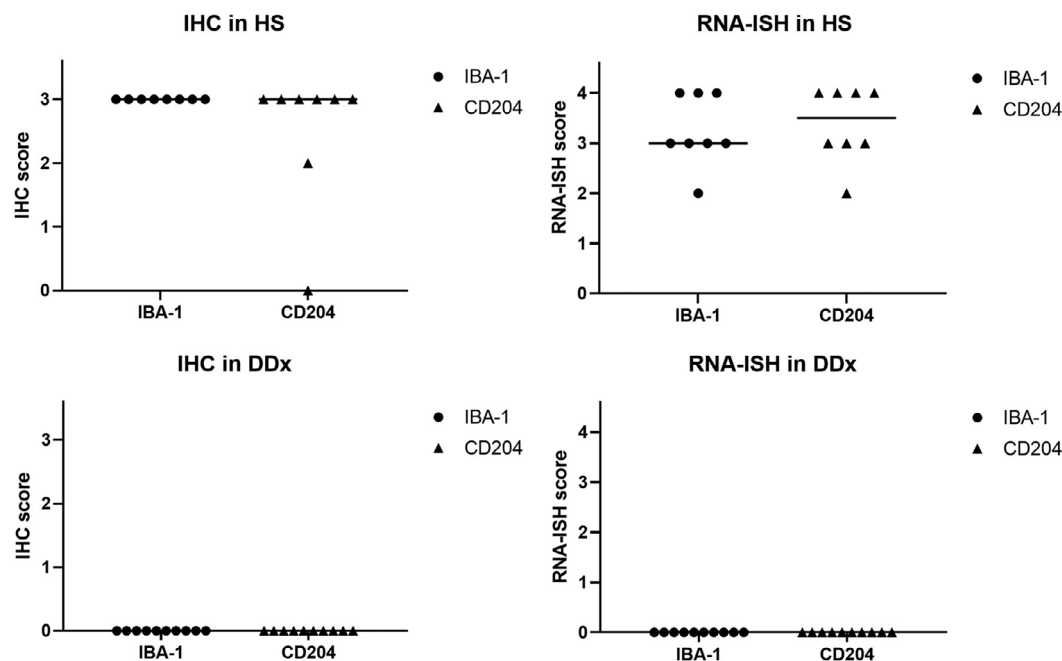 IHC in HS
IHC score
3
2
1
0
IBA-1
CD204
IBA-1
CD204
RNA-ISH in HS
RNA-ISH score
4
3
2
1
0
IBA-1
CD204
IBA-1
CD204
IHC in DDx
IHC score
3
2
1
0
IBA-1
CD204
IBA-1
CD204
RNA-ISH in DDx
RNA-ISH score
4
3
2
1
0
IBA-1
CD204
IBA-1
CD204